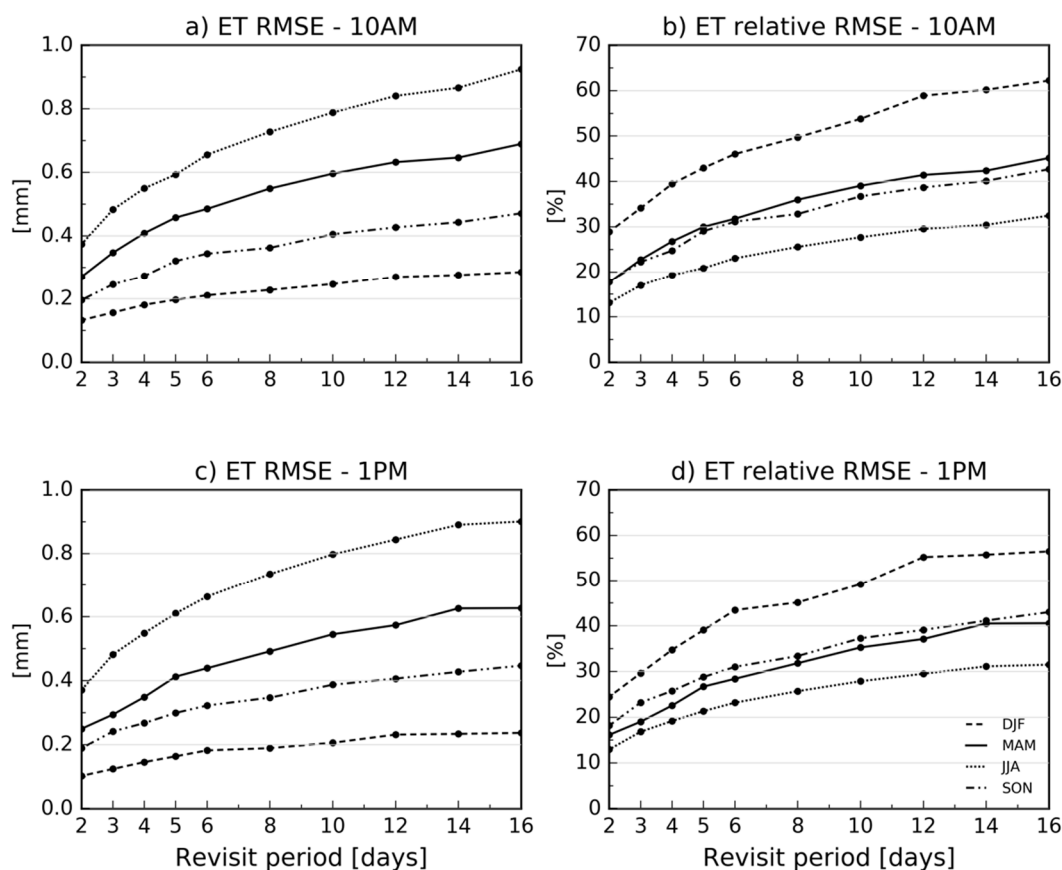 a) ET RMSE - 10AM
1.0
0.8
0.6
0.4
0.2
0.0
[mm]
2 3 4 5 6 8 10 12 14 16
b) ET relative RMSE - 10AM
70
60
50
40
30
20
10
0
[%]
2 3 4 5 6 8 10 12 14 16
c) ET RMSE - 1PM
1.0
0.8
0.6
0.4
0.2
0.0
[mm]
2 3 4 5 6 8 10 12 14 16
Revisit period [days]
d) ET relative RMSE - 1PM
70
60
50
40
30
20
10
0
[%]
DJF
MAM
JJA
SON
2 3 4 5 6 8 10 12 14 16
Revisit period [days]